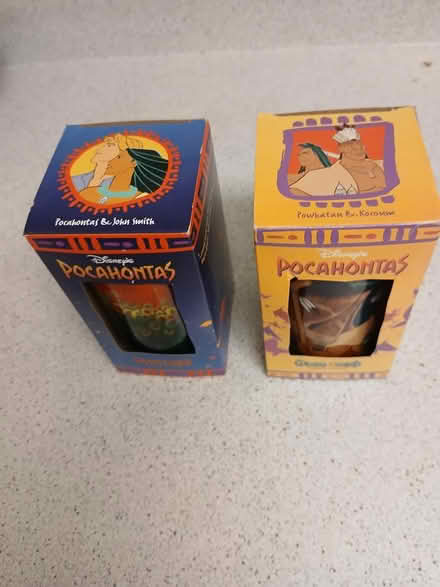 Pocahontas & John Smith
Disney's
POCAHONTAS
Powhatan & Kocoum
Disney's
POCAHONTAS